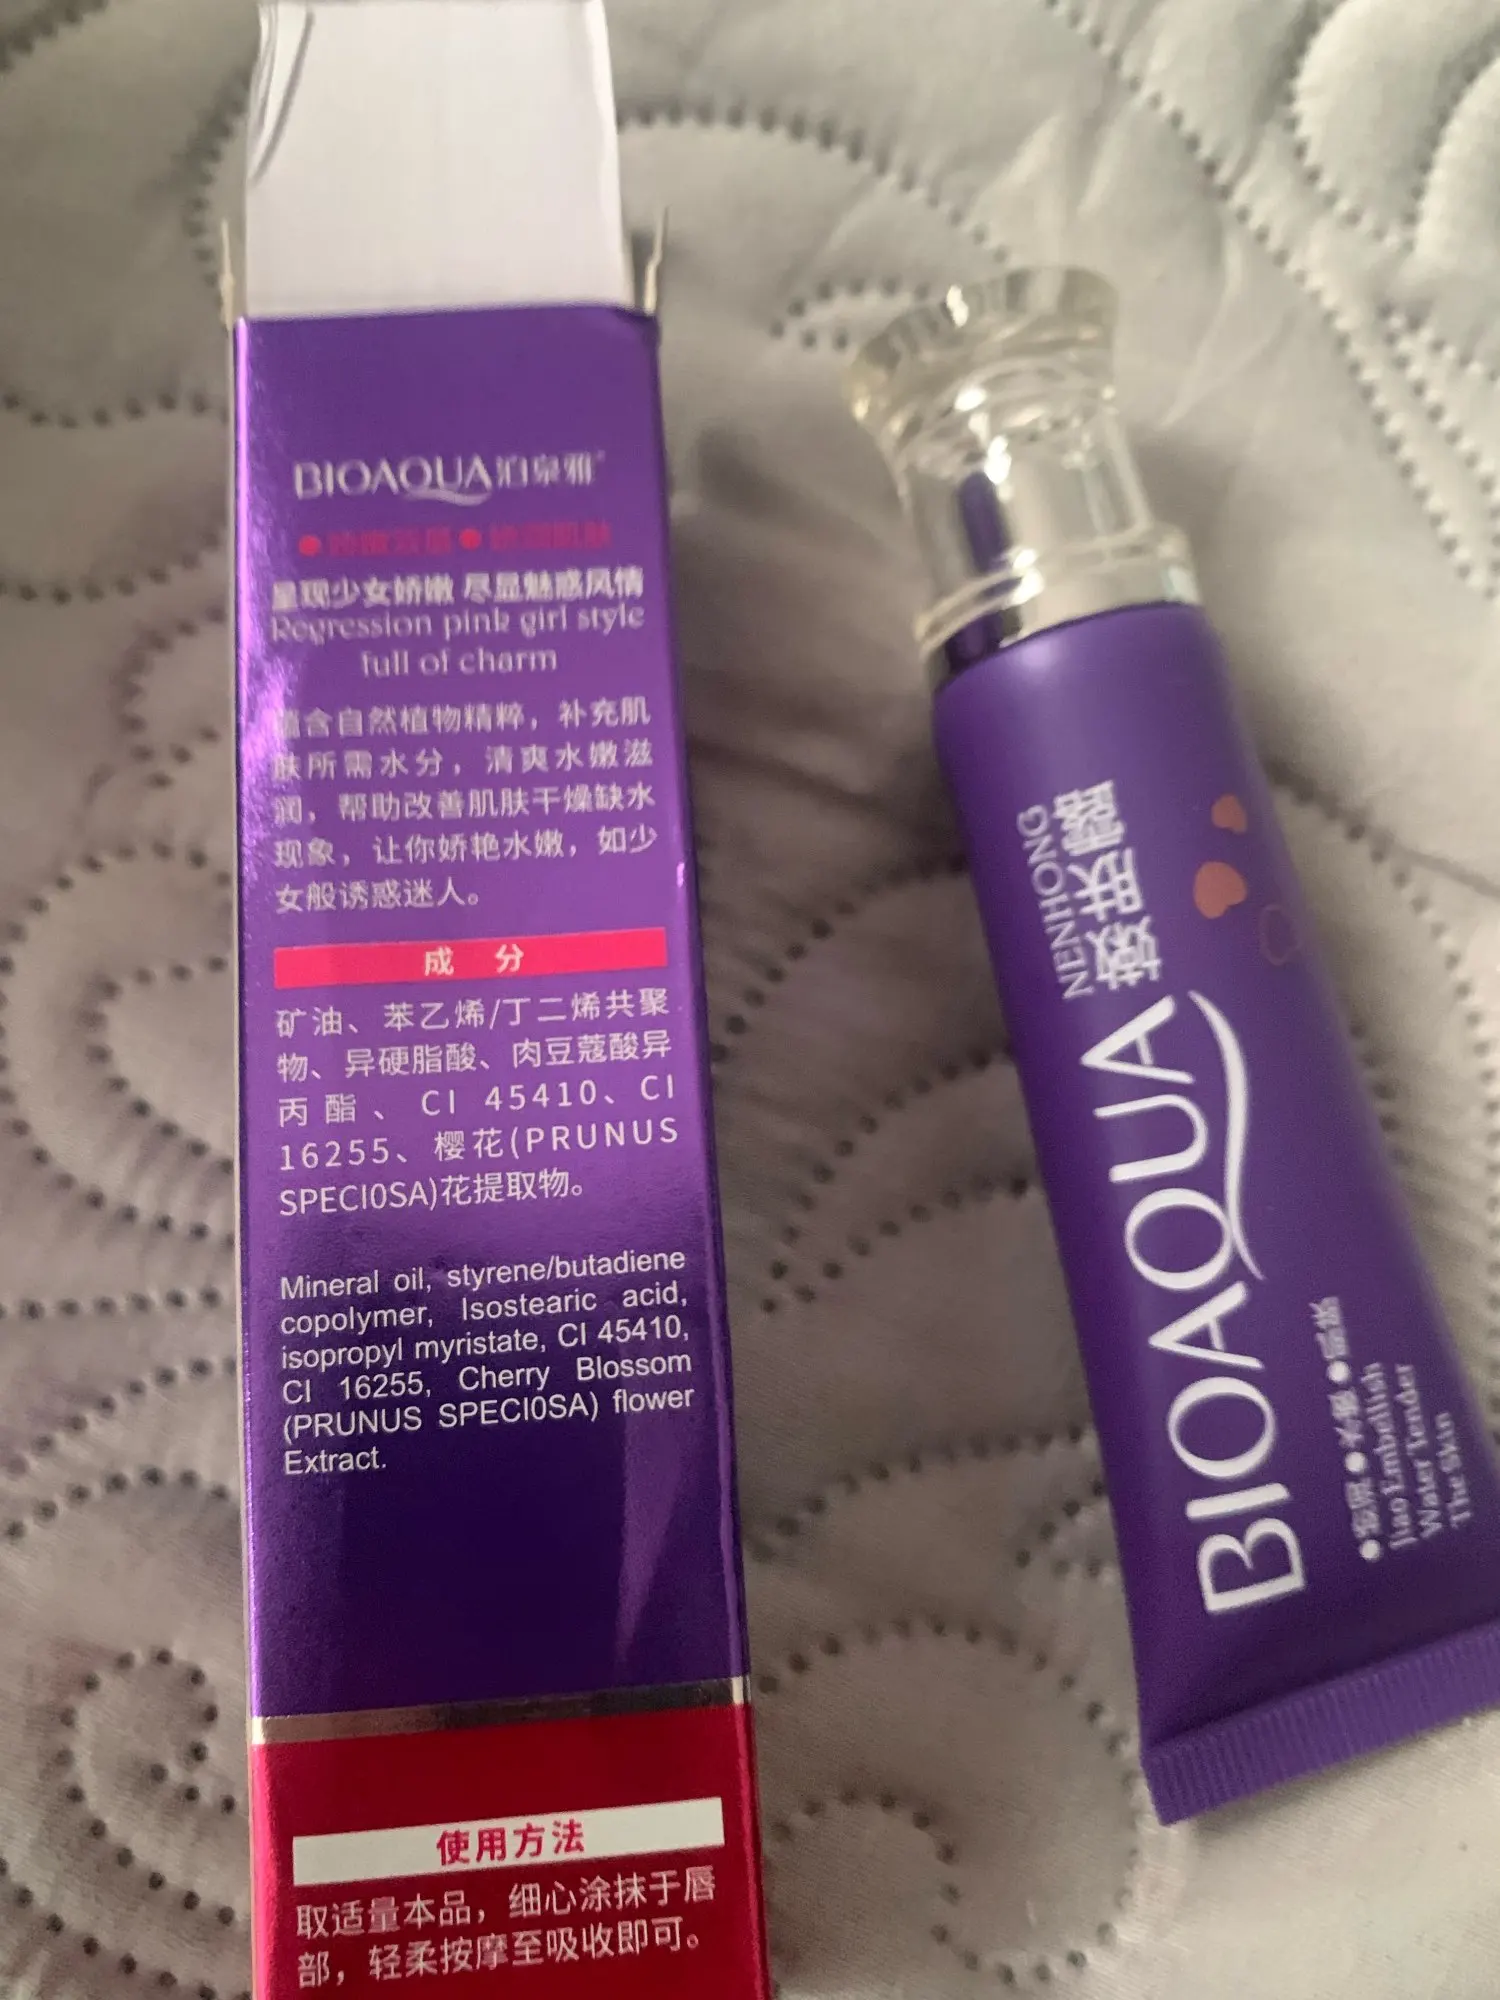 BIOAQUA泊泉雅
呈现少女娇嫩 尽显魅惑风情
Regression pink girl style
full of charm
蕴含自然植物精粹，补充肌
肤所需水分，清爽水嫩滋
润，帮助改善肌肤干燥缺水
现象，让你娇艳水嫩，如少
女般诱惑迷人。
成 分
矿油、苯乙烯/丁二烯共聚
物、异硬脂酸、肉豆蔻酸异
丙酯、CI 45410、CI
16255、樱花(PRUNUS
SPECI0SA)花提取物。
Mineral oil, styrene/butadiene
copolymer, Isostearic acid,
isopropyl myristate, CI 45410,
CI 16255, Cherry Blossom
(PRUNUS SPECI0SA) flower
Extract.
使用方法
取适量本品，细心涂抹于唇
部，轻柔按摩至吸收即可。
BIOAQUA
NENHONG
嫩肤霜
Jiao Embelish
Water Tender
The Skin